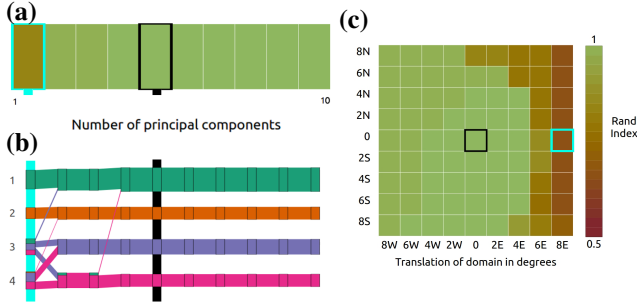 (a)
1 10
Number of principal components
(b)
1
2
3
4
(c)
8N
6N
4N
2N
0
2S
4S
6S
8S
8W 6W 4W 2W 0 2E 4E 6E 8E
Translation of domain in degrees
1
Rand
Index
0.5